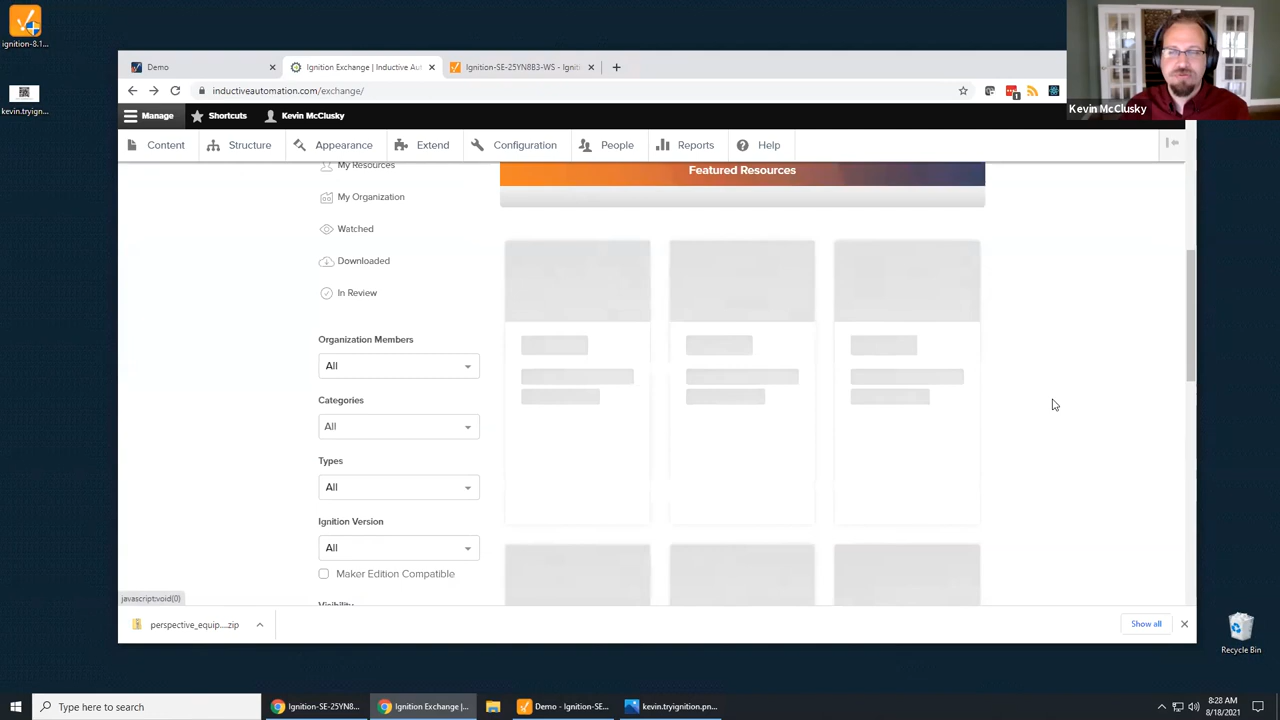 ignition-8.1...
kevin.tryign...
Demo
Ignition Exchange | Inductive Au
Ignition-SE-25YN8B3-WS - Igniti
inductiveautomation.com/exchange/
1
Kevin McClusky
Manage
Shortcuts
Kevin McClusky
Content
Structure
Appearance
Extend
Configuration
People
Reports
Help
My Resources
My Organization
Watched
Downloaded
In Review
Organization Members
All
Categories
All
Types
All
Ignition Version
All
Maker Edition Compatible
Visibility
Featured Resources
javascript:void(0)
perspective_equip....zip
Show all
Recycle Bin
Type here to search
Ignition-SE-25YN8...
Ignition Exchange |...
Demo - Ignition-SE...
kevin.tryignition.pn...
8:28 AM
8/18/2021